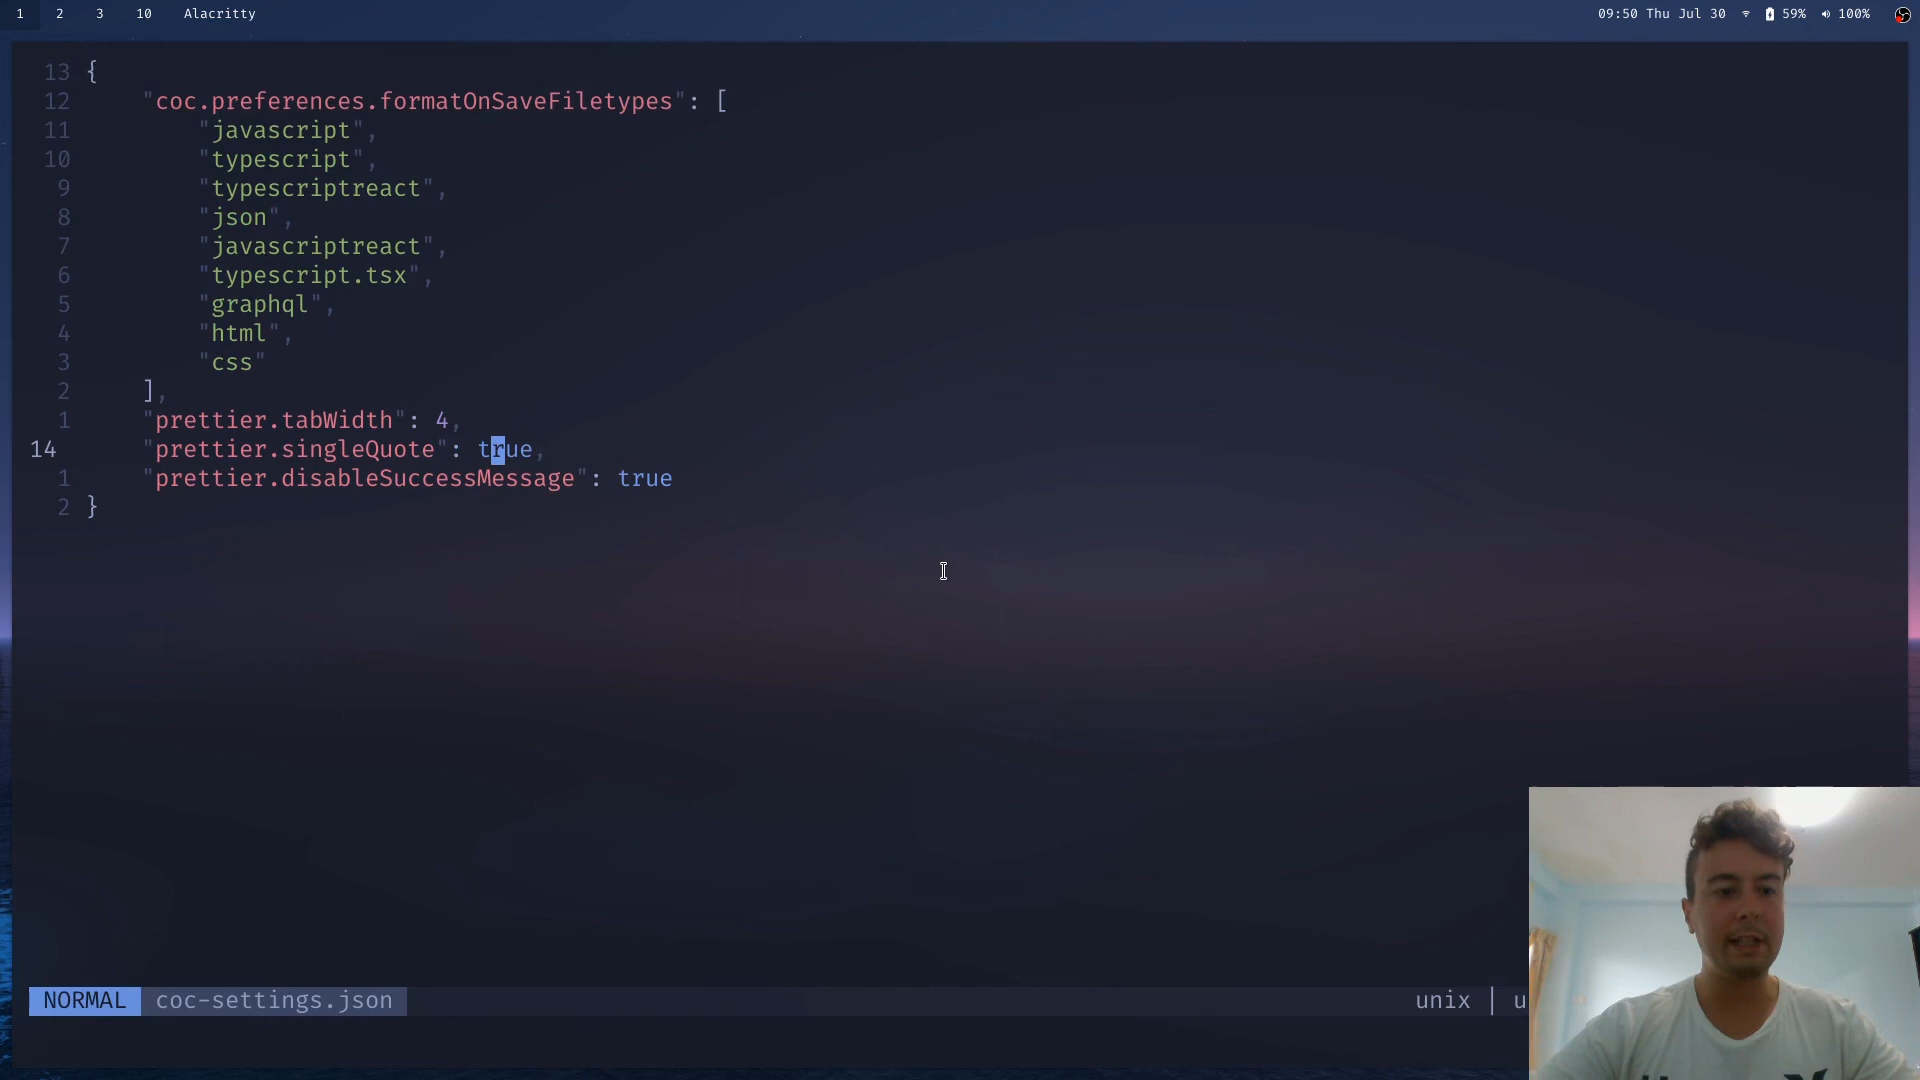 1 2 3 10 Alacritty 09:50 Thu Jul 30 59% 100%
13 {
12 "coc.preferences.formatOnSaveFiletypes": [
11 "javascript",
10 "typescript",
9 "typescriptreact",
8 "json",
7 "javascriptreact",
6 "typescript.tsx",
5 "graphql",
4 "html",
3 "css"
2 ],
1 "prettier.tabWidth": 4,
14 "prettier.singleQuote": true,
1 "prettier.disableSuccessMessage": true
2 }
NORMAL coc-settings.json unix | u